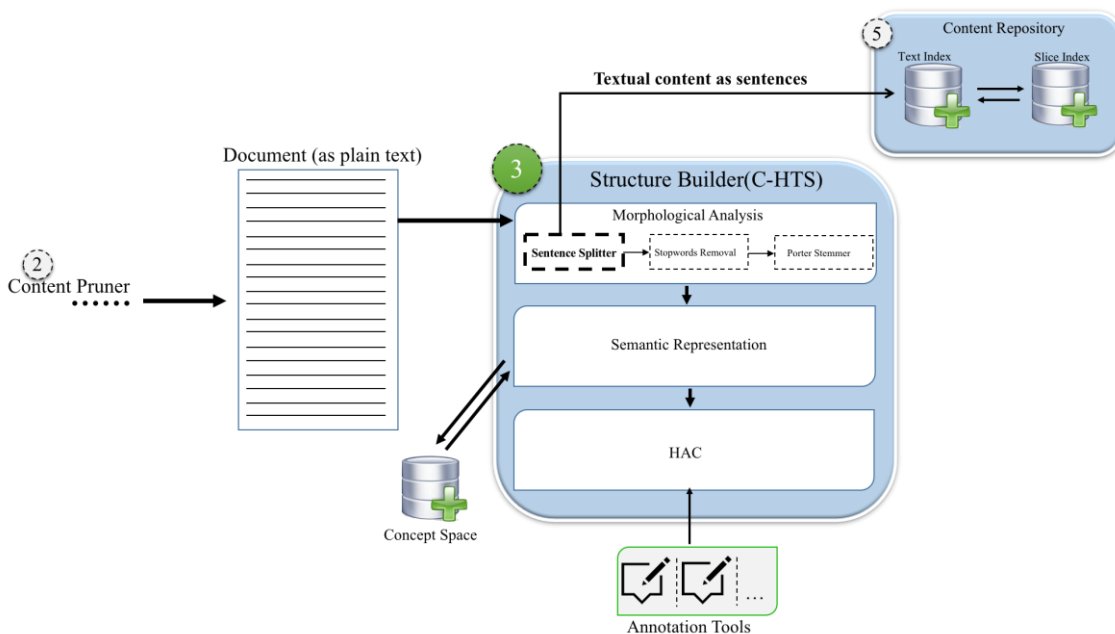 5
Content Repository
Text Index
Slice Index
Textual content as sentences
Document (as plain text)
3
Structure Builder(C-HTS)
Morphological Analysis
Sentence Splitter
Stopwords Removal
Porter Stemmer
2
Content Pruner
Semantic Representation
HAC
Concept Space
...
Annotation Tools